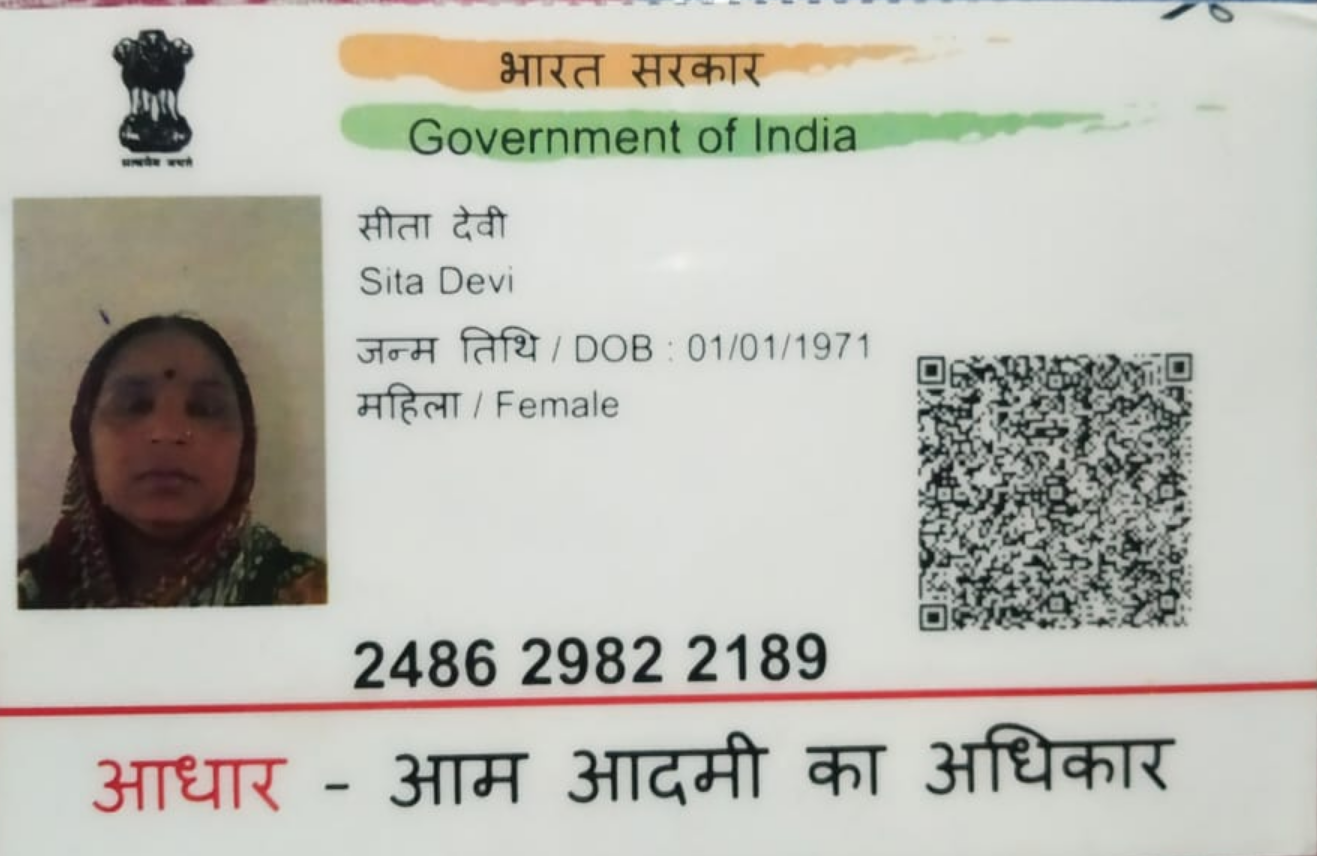 सत्यमेव जयते
भारत सरकार
Government of India
सीता देवी
Sita Devi
जन्म तिथि / DOB : 01/01/1971
महिला / Female
2486 2982 2189
आधार - आम आदमी का अधिकार